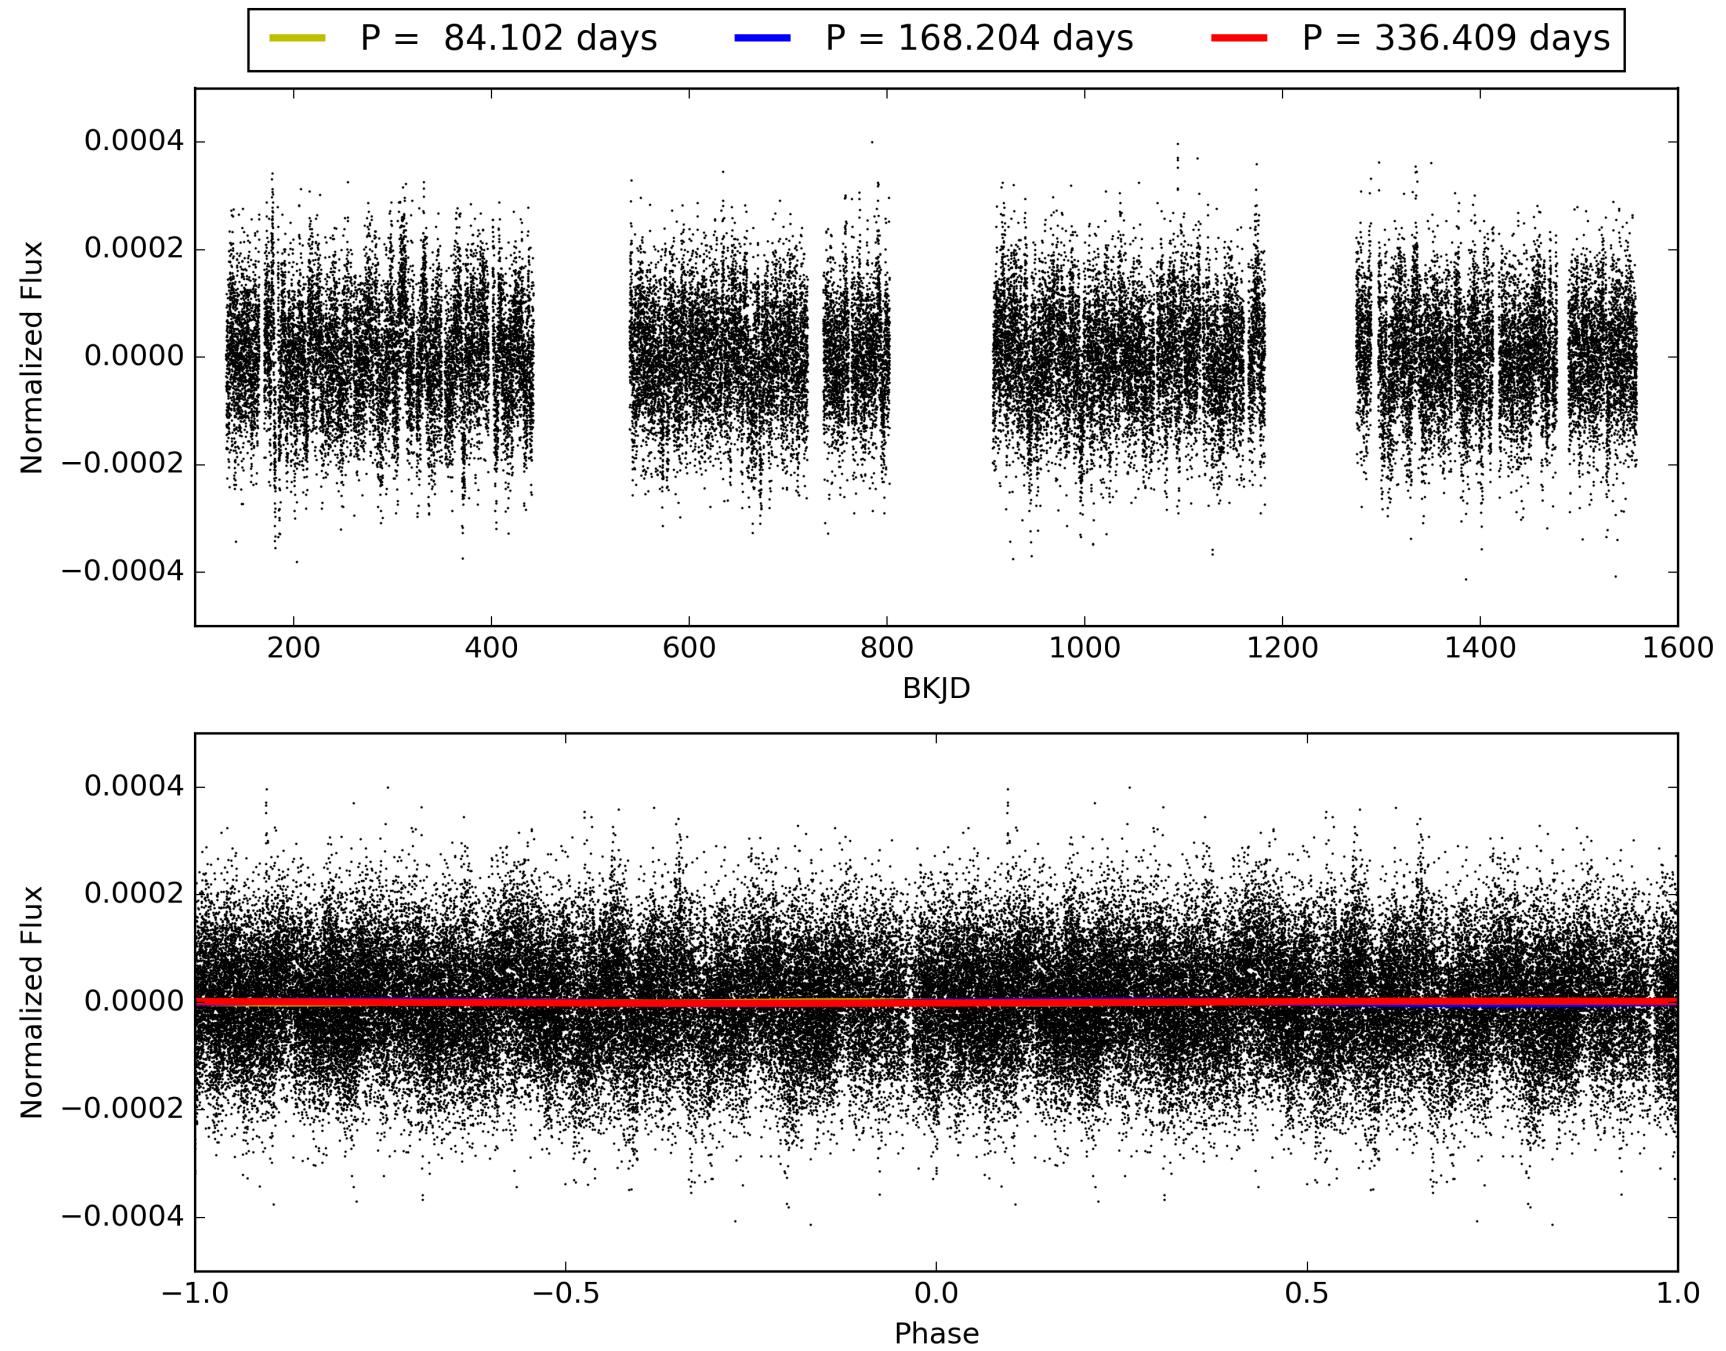 P = 84.102 days P = 168.204 days P = 336.409 days
0.0004
0.0002
0.0000
−0.0002
−0.0004
Normalized Flux
200 400 600 800 1000 1200 1400 1600
BKJD
0.0004
0.0002
0.0000
−0.0002
−0.0004
Normalized Flux
−1.0 −0.5 0.0 0.5 1.0
Phase